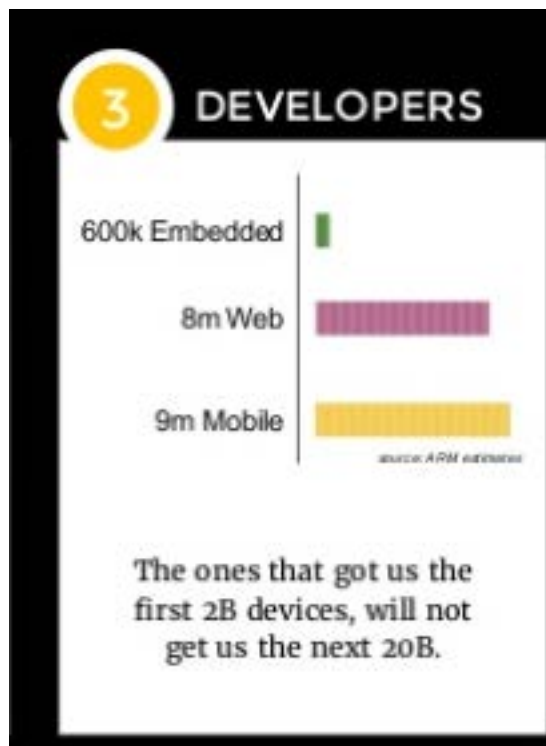 3 DEVELOPERS
600k Embedded
8m Web
9m Mobile
source: ARM estimates
The ones that got us the
first 2B devices, will not
get us the next 20B.